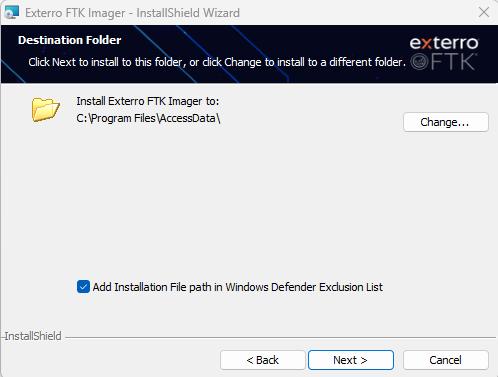 Exterro FTK Imager - InstallShield Wizard
Destination Folder
Click Next to install to this folder, or click Change to install to a different folder.
exterro
FTK
Install Exterro FTK Imager to:
C:\Program Files\AccessData\
Change...
Add Installation File path in Windows Defender Exclusion List
InstallShield
< Back
Next >
Cancel